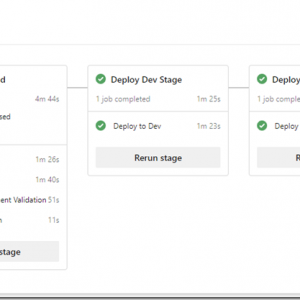 d
4m 44s
sed
1m 26s
1m 40s
ent Validation 51s
n 11s
stage
Deploy Dev Stage
1 job completed 1m 25s
Deploy to Dev 1m 23s
Rerun stage
Deploy
1 job complete
Deploy